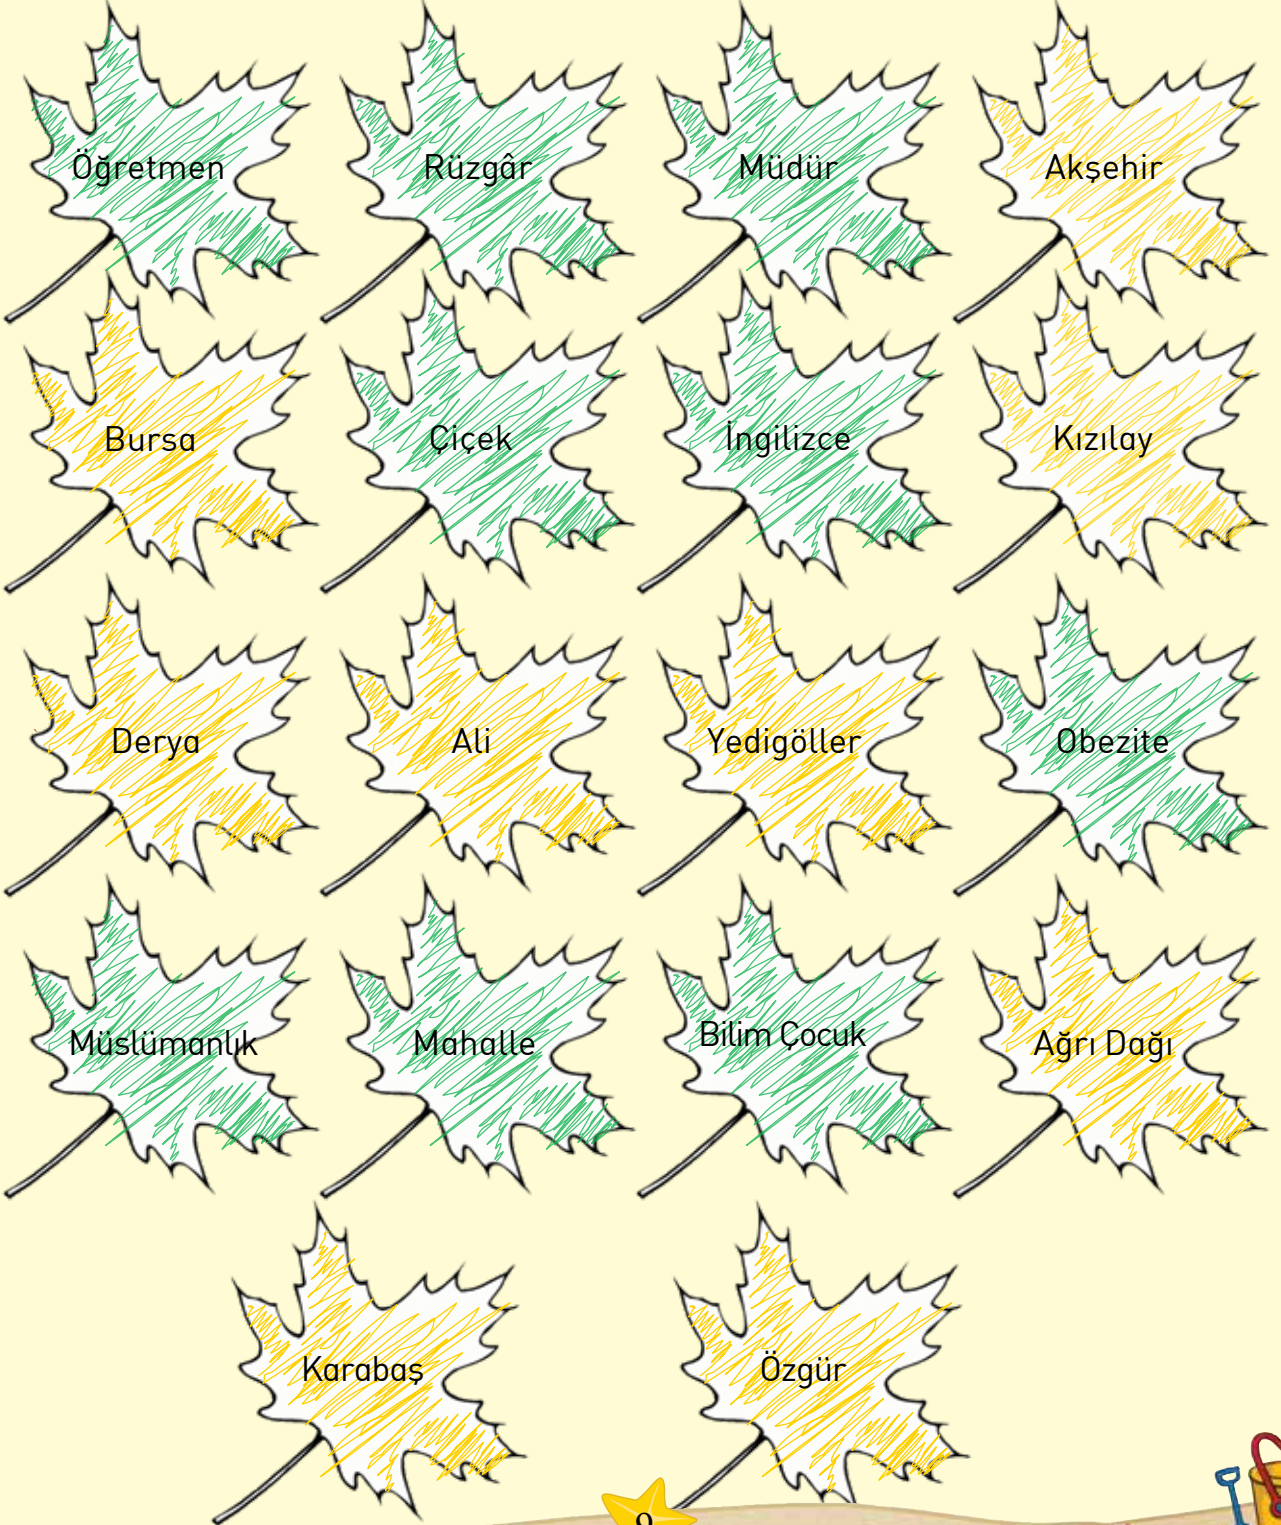 Öğretmen
Rüzgâr
Müdür
Akşehir
Bursa
Çiçek
İngilizce
Kızılay
Derya
Ali
Yedigöller
Obezite
Müslümanlık
Mahalle
Bilim Çocuk
Ağrı Dağı
Karabaş
Özgür
9